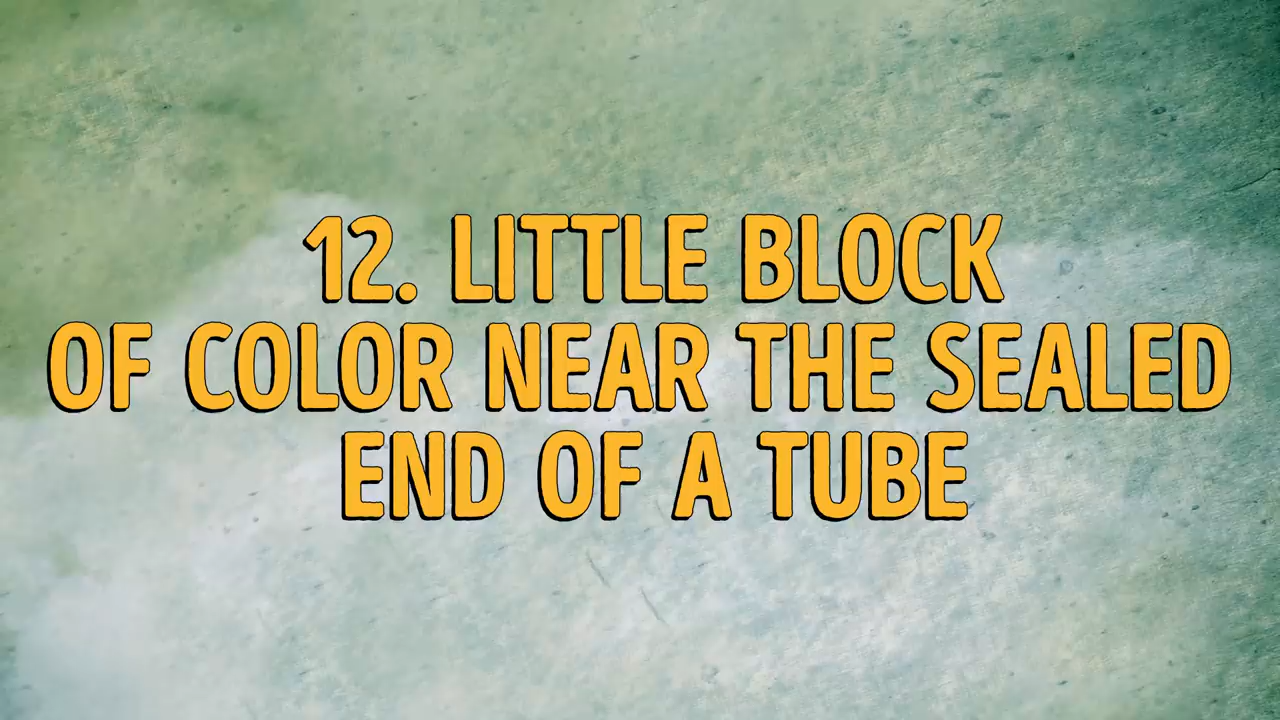 12. LITTLE BLOCK
OF COLOR NEAR THE SEALED
END OF A TUBE